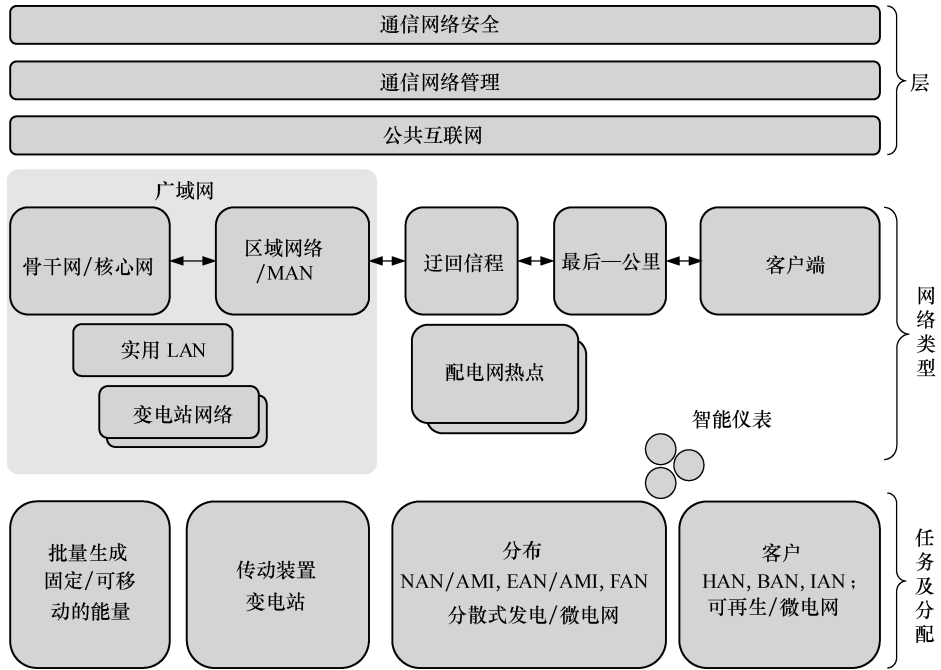 通信网络安全
通信网络管理
公共互联网
层
广域网
骨干网/核心网
区域网络
/MAN
迂回信程
最后—公里
客户端
实用 LAN
变电站网络
配电网热点
智能仪表
网络类型
批量生成
固定/可移
动的能量
传动装置
变电站
分布
NAN/AMI, EAN/AMI, FAN
分散式发电/微电网
客户
HAN, BAN, IAN；
可再生/微电网
任务及分配